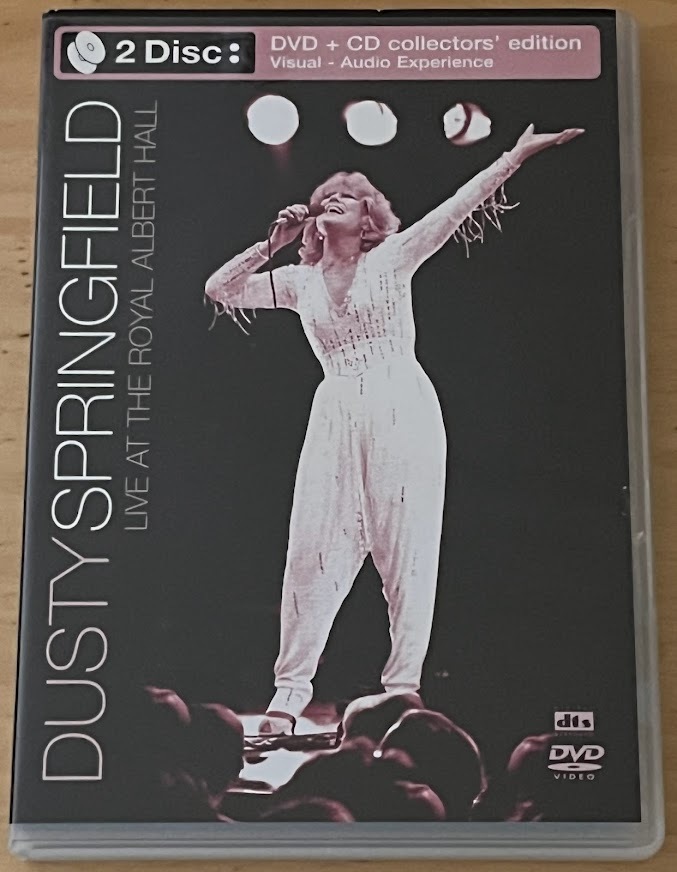 2 Disc:
DVD + CD collectors' edition
Visual - Audio Experience
DUSTY SPRINGFIELD
LIVE AT THE ROYAL ALBERT HALL
dts
DVD
VIDEO